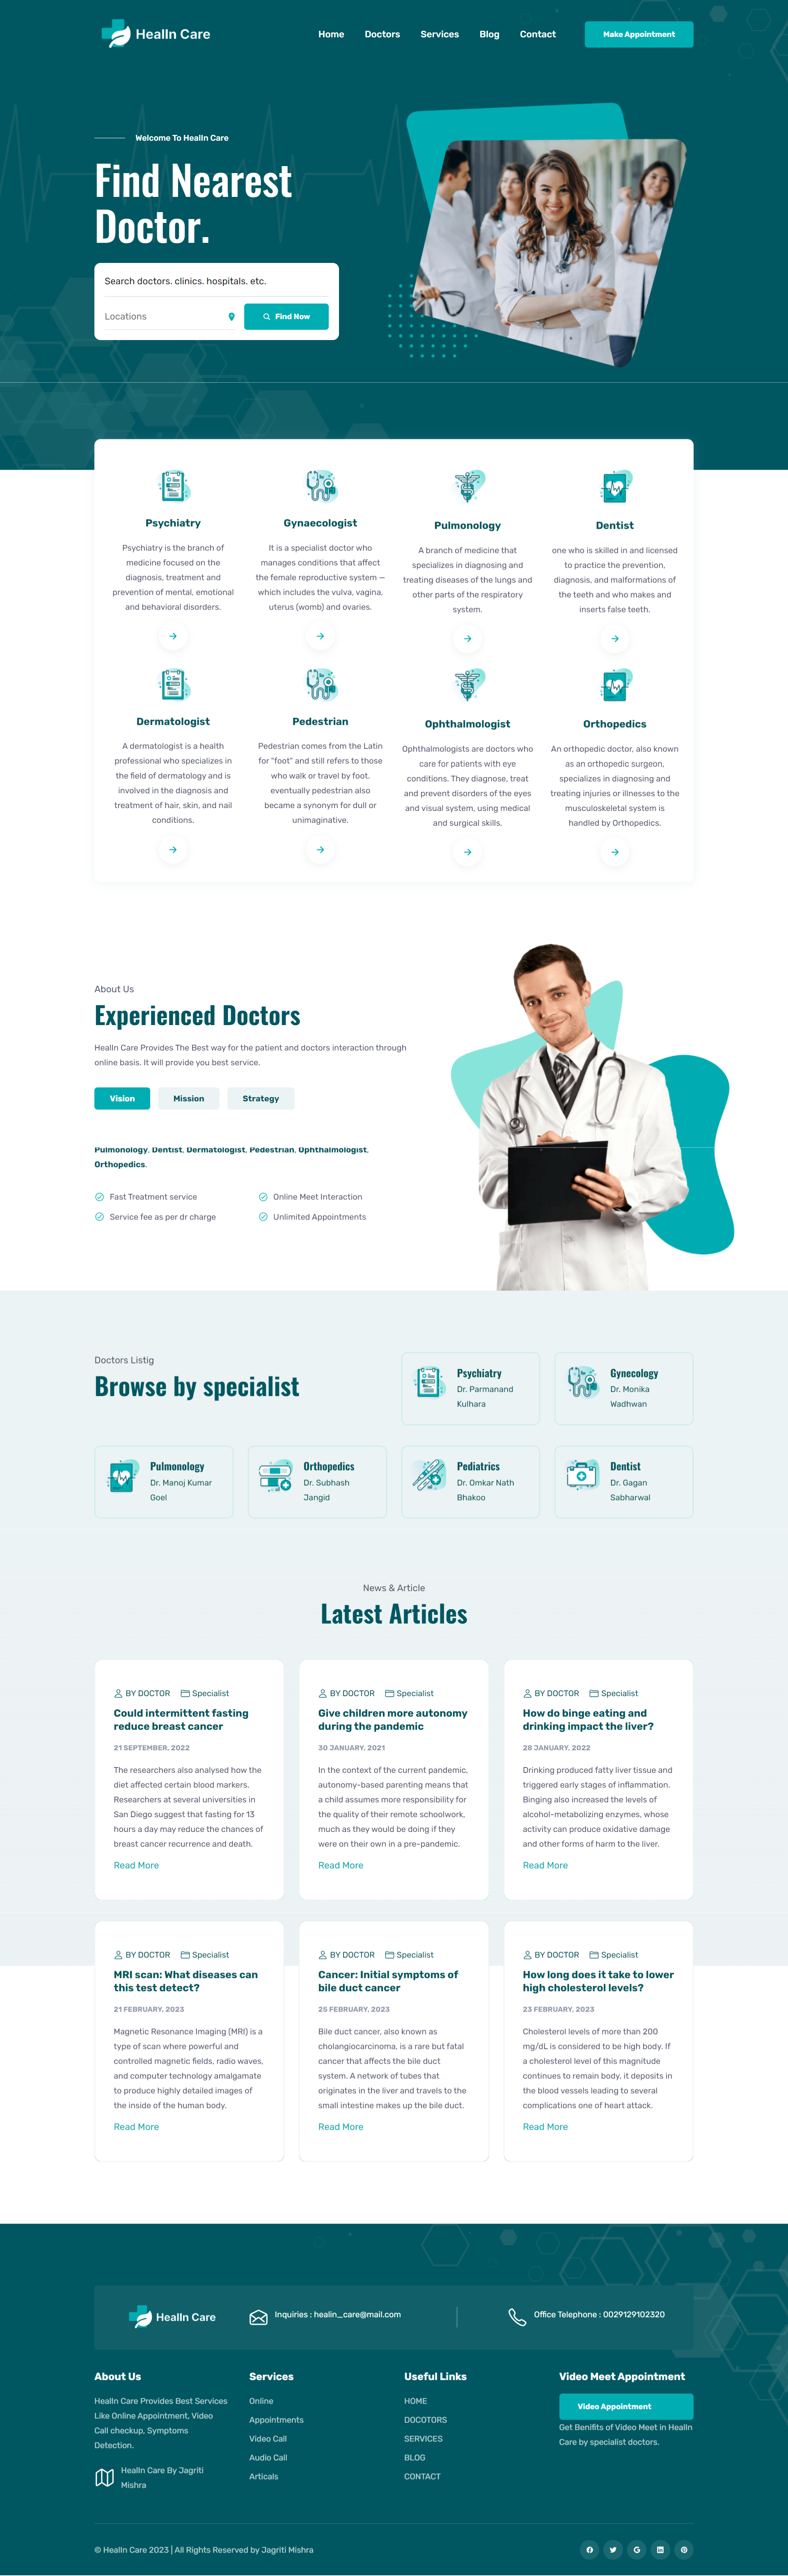 HealIn Care
Home
Doctors
Services
Blog
Contact
Make Appointment
Welcome To HealIn Care
Find Nearest
Doctor.
Search doctors. clinics. hospitals. etc.
Locations
Find Now
Psychiatry
Psychiatry is the branch of
medicine focused on the
diagnosis, treatment and
prevention of mental, emotional
and behavioral disorders.
Gynaecologist
It is a specialist doctor who
manages conditions that affect
the female reproductive system —
which includes the vulva, vagina,
uterus (womb) and ovaries.
Pulmonology
A branch of medicine that
specializes in diagnosing and
treating diseases of the lungs and
other parts of the respiratory
system.
Dentist
one who is skilled in and licensed
to practice the prevention,
diagnosis, and malformations of
the teeth and who makes and
inserts false teeth.
Dermatologist
A dermatologist is a health
professional who specializes in
the field of dermatology and is
involved in the diagnosis and
treatment of hair, skin, and nail
conditions.
Pedestrian
Pedestrian comes from the Latin
for "foot" and still refers to those
who walk or travel by foot.
eventually pedestrian also
became a synonym for dull or
unimaginative.
Ophthalmologist
Ophthalmologists are doctors who
care for patients with eye
conditions. They diagnose, treat
and prevent disorders of the eyes
and visual system, using medical
and surgical skills.
Orthopedics
An orthopedic doctor, also known
as an orthopedic surgeon,
specializes in diagnosing and
treating injuries or illnesses to the
musculoskeletal system is
handled by Orthopedics.
About Us
Experienced Doctors
HealIn Care Provides The Best way for the patient and doctors interaction through
online basis. It will provide you best service.
Vision
Mission
Strategy
Pulmonology, Dentist, Dermatologist, Pedestrian, Ophthalmologist,
Orthopedics.
Fast Treatment service
Online Meet Interaction
Service fee as per dr charge
Unlimited Appointments
Doctors Listig
Browse by specialist
Psychiatry
Dr. Parmanand
Kulhara
Gynecology
Dr. Monika
Wadhwan
Pulmonology
Dr. Manoj Kumar
Goel
Orthopedics
Dr. Subhash
Jangid
Pediatrics
Dr. Omkar Nath
Bhakoo
Dentist
Dr. Gagan
Sabharwal
News & Article
Latest Articles
BY DOCTOR
Specialist
Could intermittent fasting
reduce breast cancer
21 SEPTEMBER, 2022
The researchers also analysed how the
diet affected certain blood markers.
Researchers at several universities in
San Diego suggest that fasting for 13
hours a day may reduce the chances of
breast cancer recurrence and death.
Read More
BY DOCTOR
Specialist
Give children more autonomy
during the pandemic
30 JANUARY, 2021
In the context of the current pandemic,
autonomy-based parenting means that
a child assumes more responsibility for
the quality of their remote schoolwork,
much as they would be doing if they
were on their own in a pre-pandemic.
Read More
BY DOCTOR
Specialist
How do binge eating and
drinking impact the liver?
28 JANUARY, 2022
Drinking produced fatty liver tissue and
triggered early stages of inflammation.
Binging also increased the levels of
alcohol-metabolizing enzymes, whose
activity can produce oxidative damage
and other forms of harm to the liver.
Read More
BY DOCTOR
Specialist
MRI scan: What diseases can
this test detect?
21 FEBRUARY, 2023
Magnetic Resonance Imaging (MRI) is a
type of scan where powerful and
controlled magnetic fields, radio waves,
and computer technology amalgamate
to produce highly detailed images of
the inside of the human body.
Read More
BY DOCTOR
Specialist
Cancer: Initial symptoms of
bile duct cancer
25 FEBRUARY, 2023
Bile duct cancer, also known as
cholangiocarcinoma, is a rare but fatal
cancer that affects the bile duct
system. A network of tubes that
originates in the liver and travels to the
small intestine makes up the bile duct.
Read More
BY DOCTOR
Specialist
How long does it take to lower
high cholesterol levels?
23 FEBRUARY, 2023
Cholesterol levels of more than 200
mg/dL is considered to be high body. If
a cholesterol level of this magnitude
continues to remain body, it deposits in
the blood vessels leading to several
complications one of heart attack.
Read More
HealIn Care
Inquiries : healin_care@mail.com
Office Telephone : 0029129102320
About Us
HealIn Care Provides Best Services
Like Online Appointment, Video
Call checkup, Symptoms
Detection.
HealIn Care By Jagriti
Mishra
Services
Online
Appointments
Video Call
Audio Call
Articals
Useful Links
HOME
DOCOTORS
SERVICES
BLOG
CONTACT
Video Meet Appointment
Video Appointment
Get Benifits of Video Meet in HealIn
Care by specialist doctors.
© HealIn Care 2023 | All Rights Reserved by Jagriti Mishra